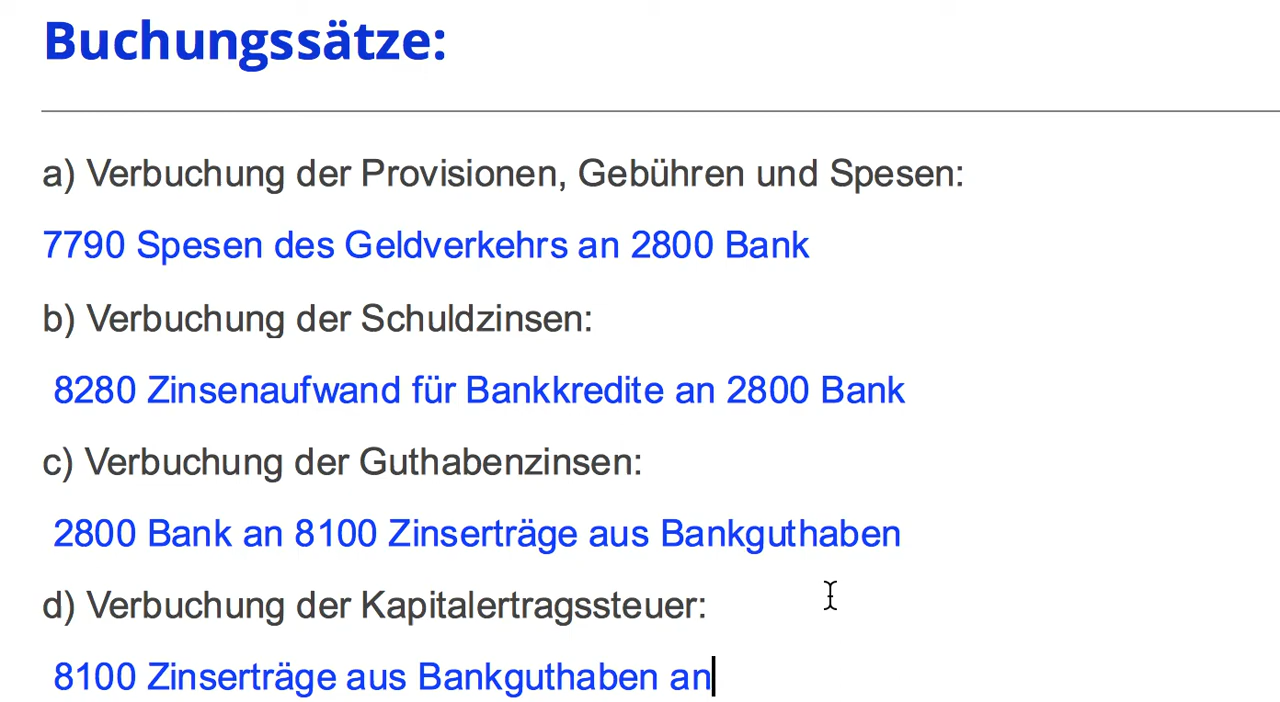 Buchungssätze:
a) Verbuchung der Provisionen, Gebühren und Spesen:
7790 Spesen des Geldverkehrs an 2800 Bank
b) Verbuchung der Schuldzinsen:
8280 Zinsenaufwand für Bankkredite an 2800 Bank
c) Verbuchung der Guthabenzinsen:
2800 Bank an 8100 Zinserträge aus Bankguthaben
d) Verbuchung der Kapitalertragssteuer:
8100 Zinserträge aus Bankguthaben an